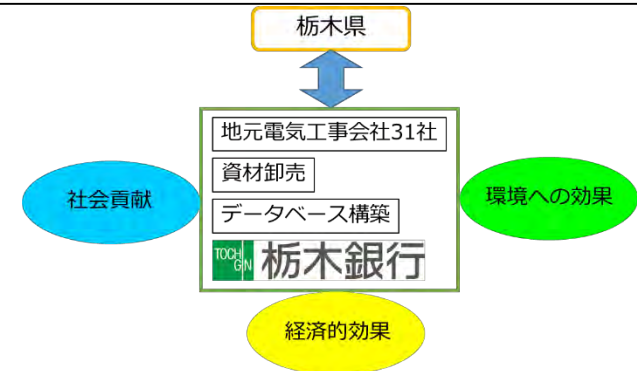 栃木県
地元電気工事会社31社
資材卸売
社会貢献
環境への効果
データベース構築
TOCHIGIN 栃木銀行
経済的効果